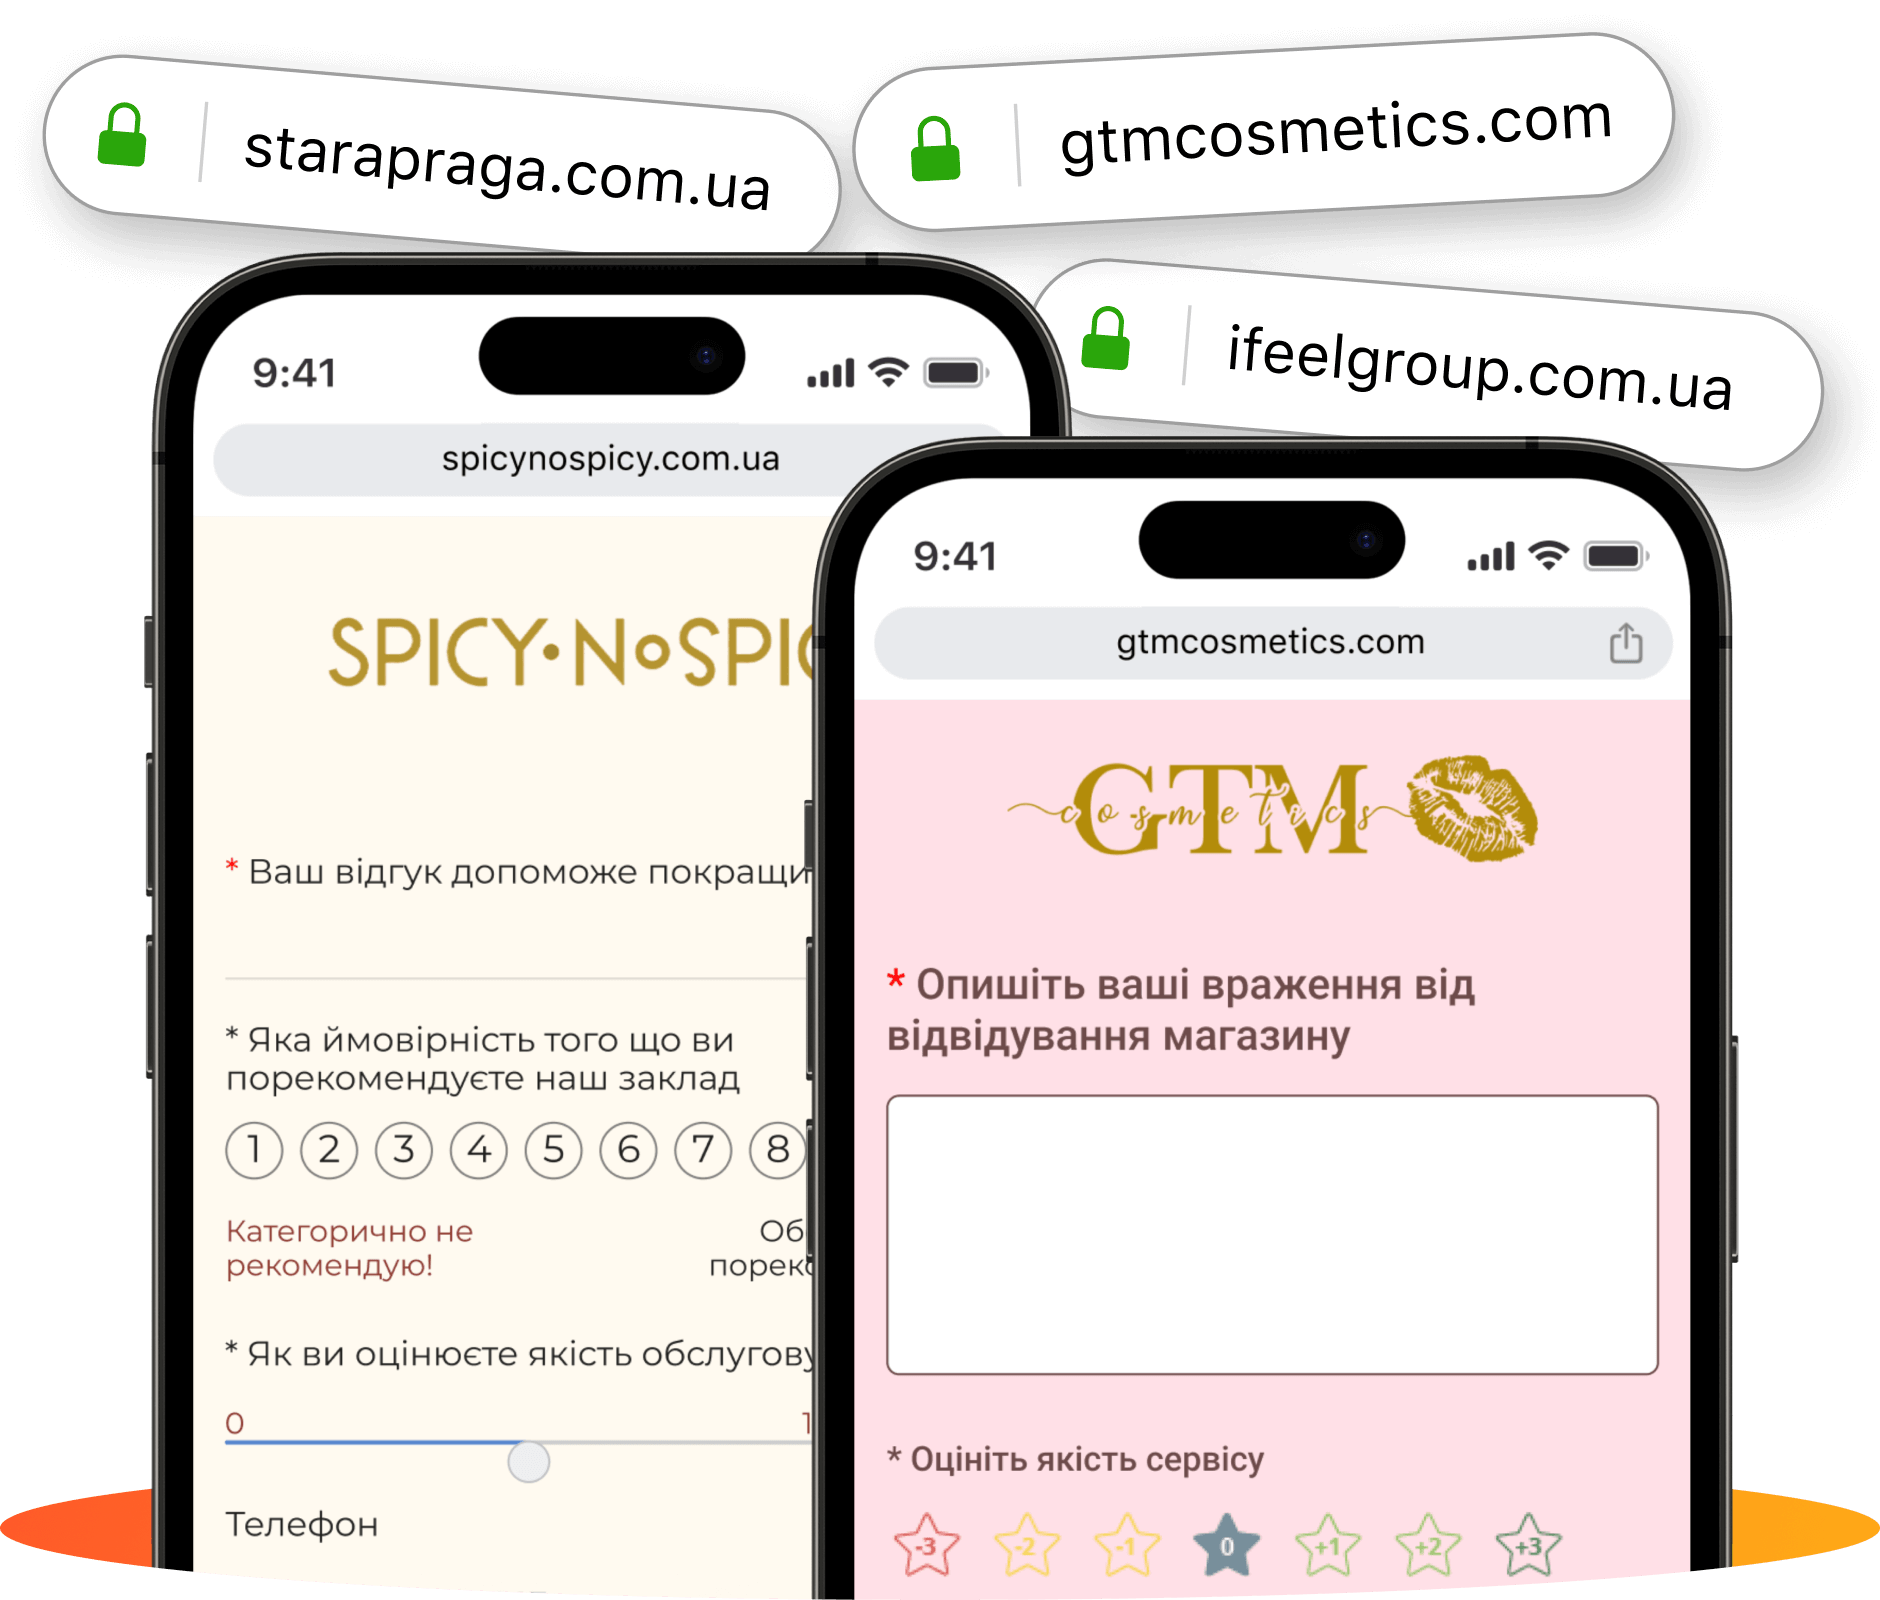 starapraga.com.ua
gtmcosmetics.com
ifeelgroup.com.ua
9:41
spicynospicy.com.ua
SPICY·NoSPIC
* Ваш відгук допоможе покращи
* Яка ймовірність того що ви
порекомендуєте наш заклад
1 2 3 4 5 6 7 8
Категорично не
рекомендую!
Об
порек
* Як ви оцінюєте якість обслугову
0 1
Телефон
9:41
gtmcosmetics.com
GTM
cosmetics
* Опишіть ваші враження від
відвідування магазину
* Оцініть якість сервісу
-3 -2 -1 0 +1 +2 +3